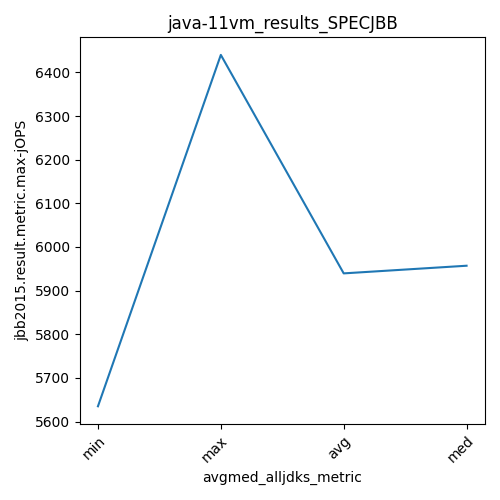 java-11vm_results_SPECJBB
jbb2015.result.metric.max-jOPS
6400
6300
6200
6100
6000
5900
5800
5700
5600
min
max
avg
med
avgmed_alljdks_metric